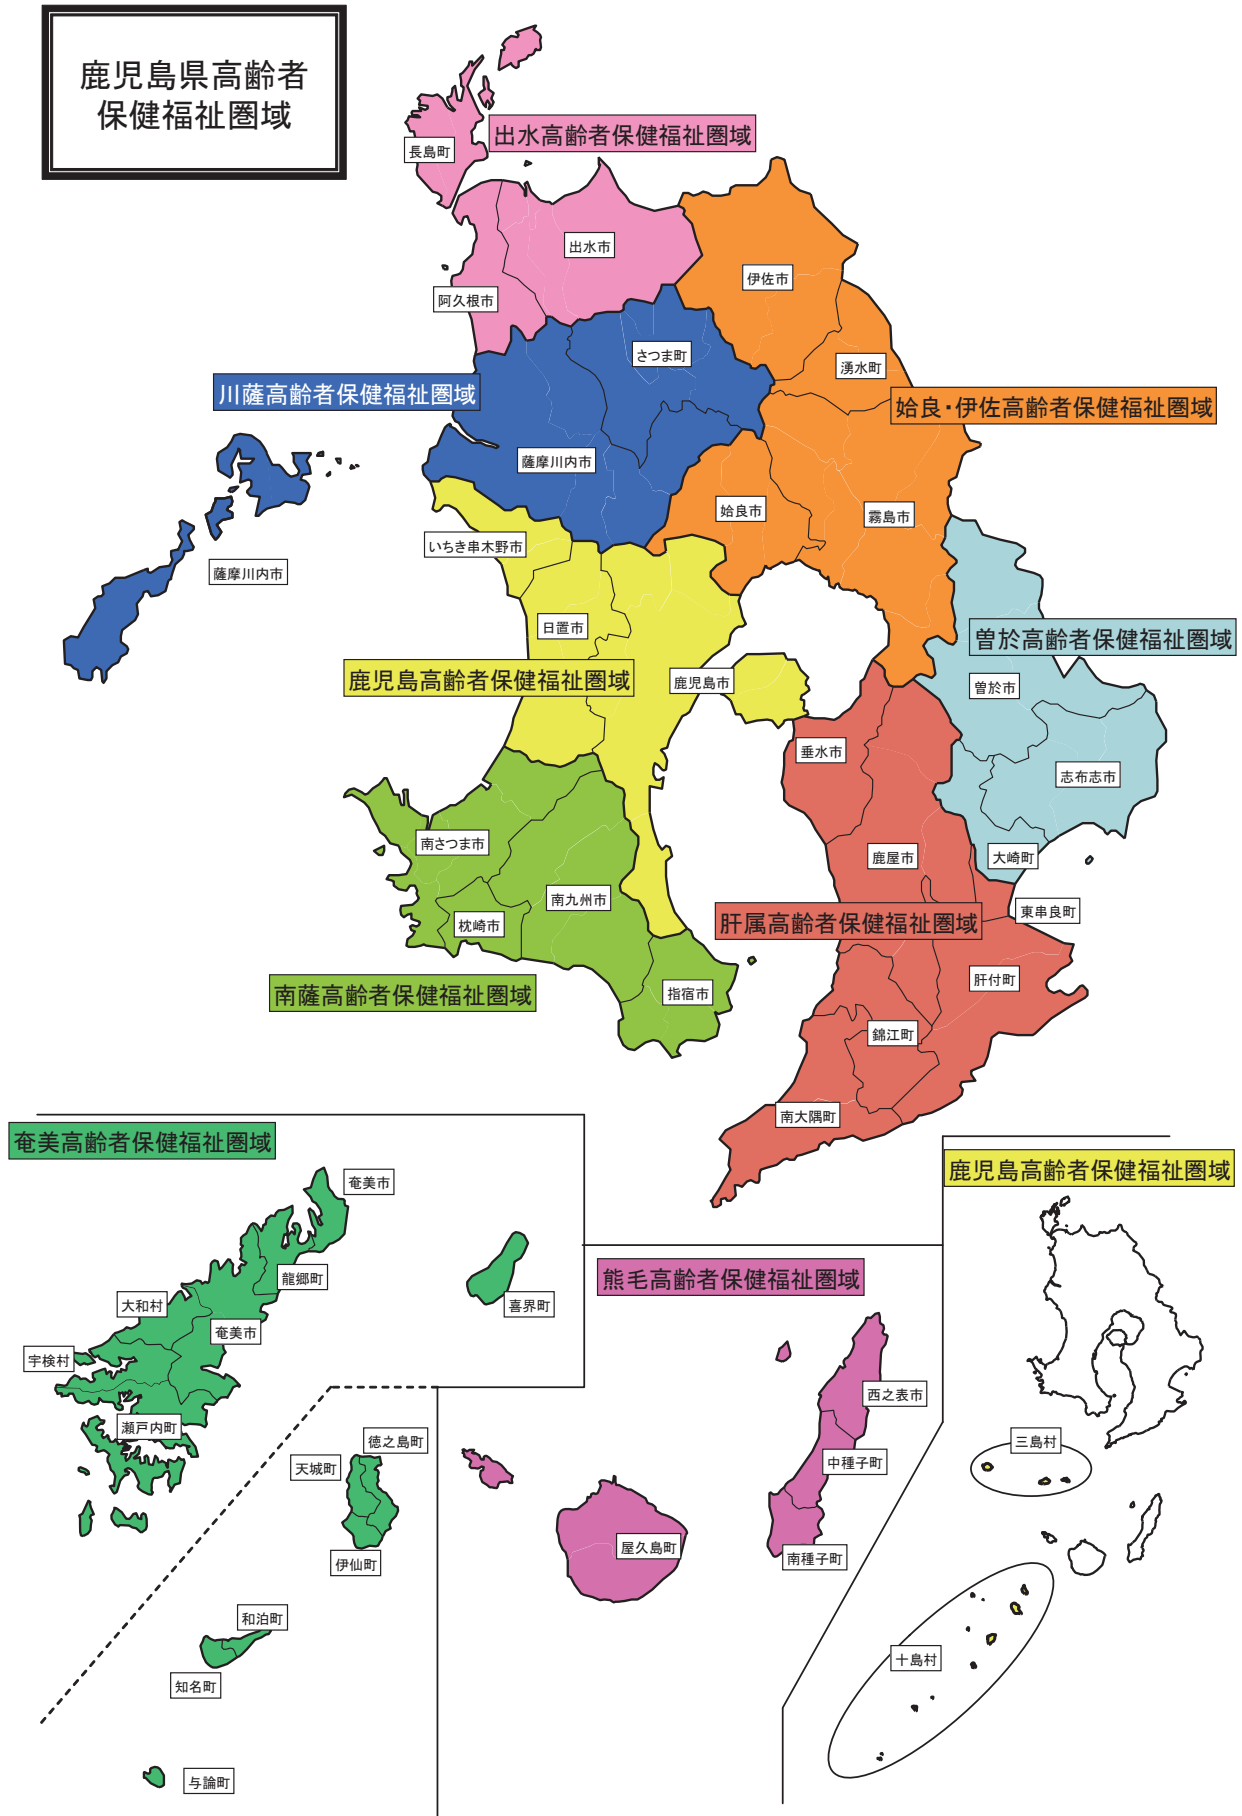 鹿児島県高齢者
保健福祉圏域
出水高齢者保健福祉圏域
長島町
出水市
阿久根市
伊佐市
さつま町
湧水町
川薩高齢者保健福祉圏域
姶良・伊佐高齢者保健福祉圏域
薩摩川内市
姶良市
霧島市
いちき串木野市
薩摩川内市
日置市
曽於高齢者保健福祉圏域
鹿児島高齢者保健福祉圏域
鹿児島市
曽於市
垂水市
志布志市
南さつま市
鹿屋市
大崎町
南九州市
東串良町
枕崎市
肝属高齢者保健福祉圏域
南薩高齢者保健福祉圏域
指宿市
肝付町
錦江町
南大隅町
奄美高齢者保健福祉圏域
鹿児島高齢者保健福祉圏域
奄美市
龍郷町
熊毛高齢者保健福祉圏域
大和村
奄美市
喜界町
宇検村
西之表市
瀬戸内町
徳之島町
三島村
天城町
中種子町
屋久島町
南種子町
伊仙町
和泊町
十島村
知名町
与論町